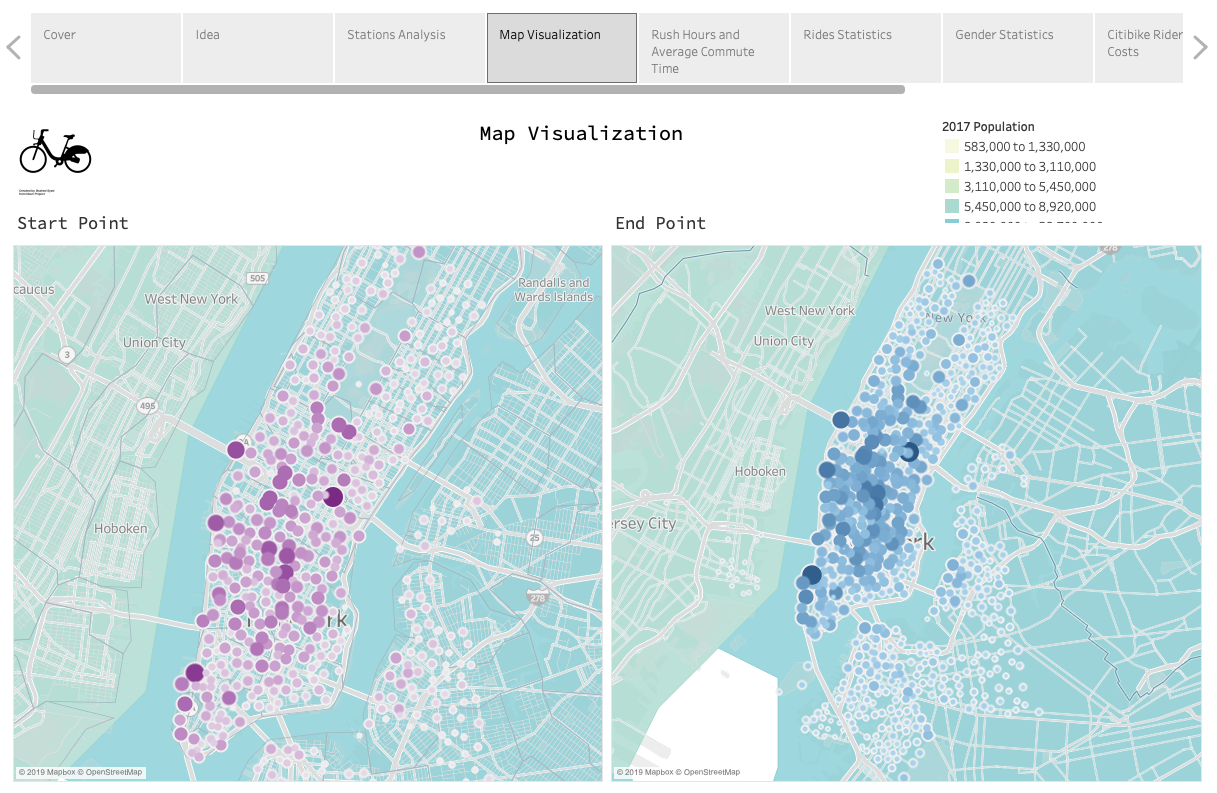 Cover
Idea
Stations Analysis
Map Visualization
Rush Hours and
Average Commute
Time
Rides Statistics
Gender Statistics
Citibike Rider
Costs
Map Visualization
2017 Population
583,000 to 1,330,000
1,330,000 to 3,110,000
3,110,000 to 5,450,000
5,450,000 to 8,920,000
Start Point
End Point
caucus
505
West New York
Randalls and
Wards Islands
3
Union City
495
Hoboken
25
278
rk
© 2019 Mapbox © OpenStreetMap
278
West New York
New York
Union City
Hoboken
ersey City
rk
© 2019 Mapbox © OpenStreetMap